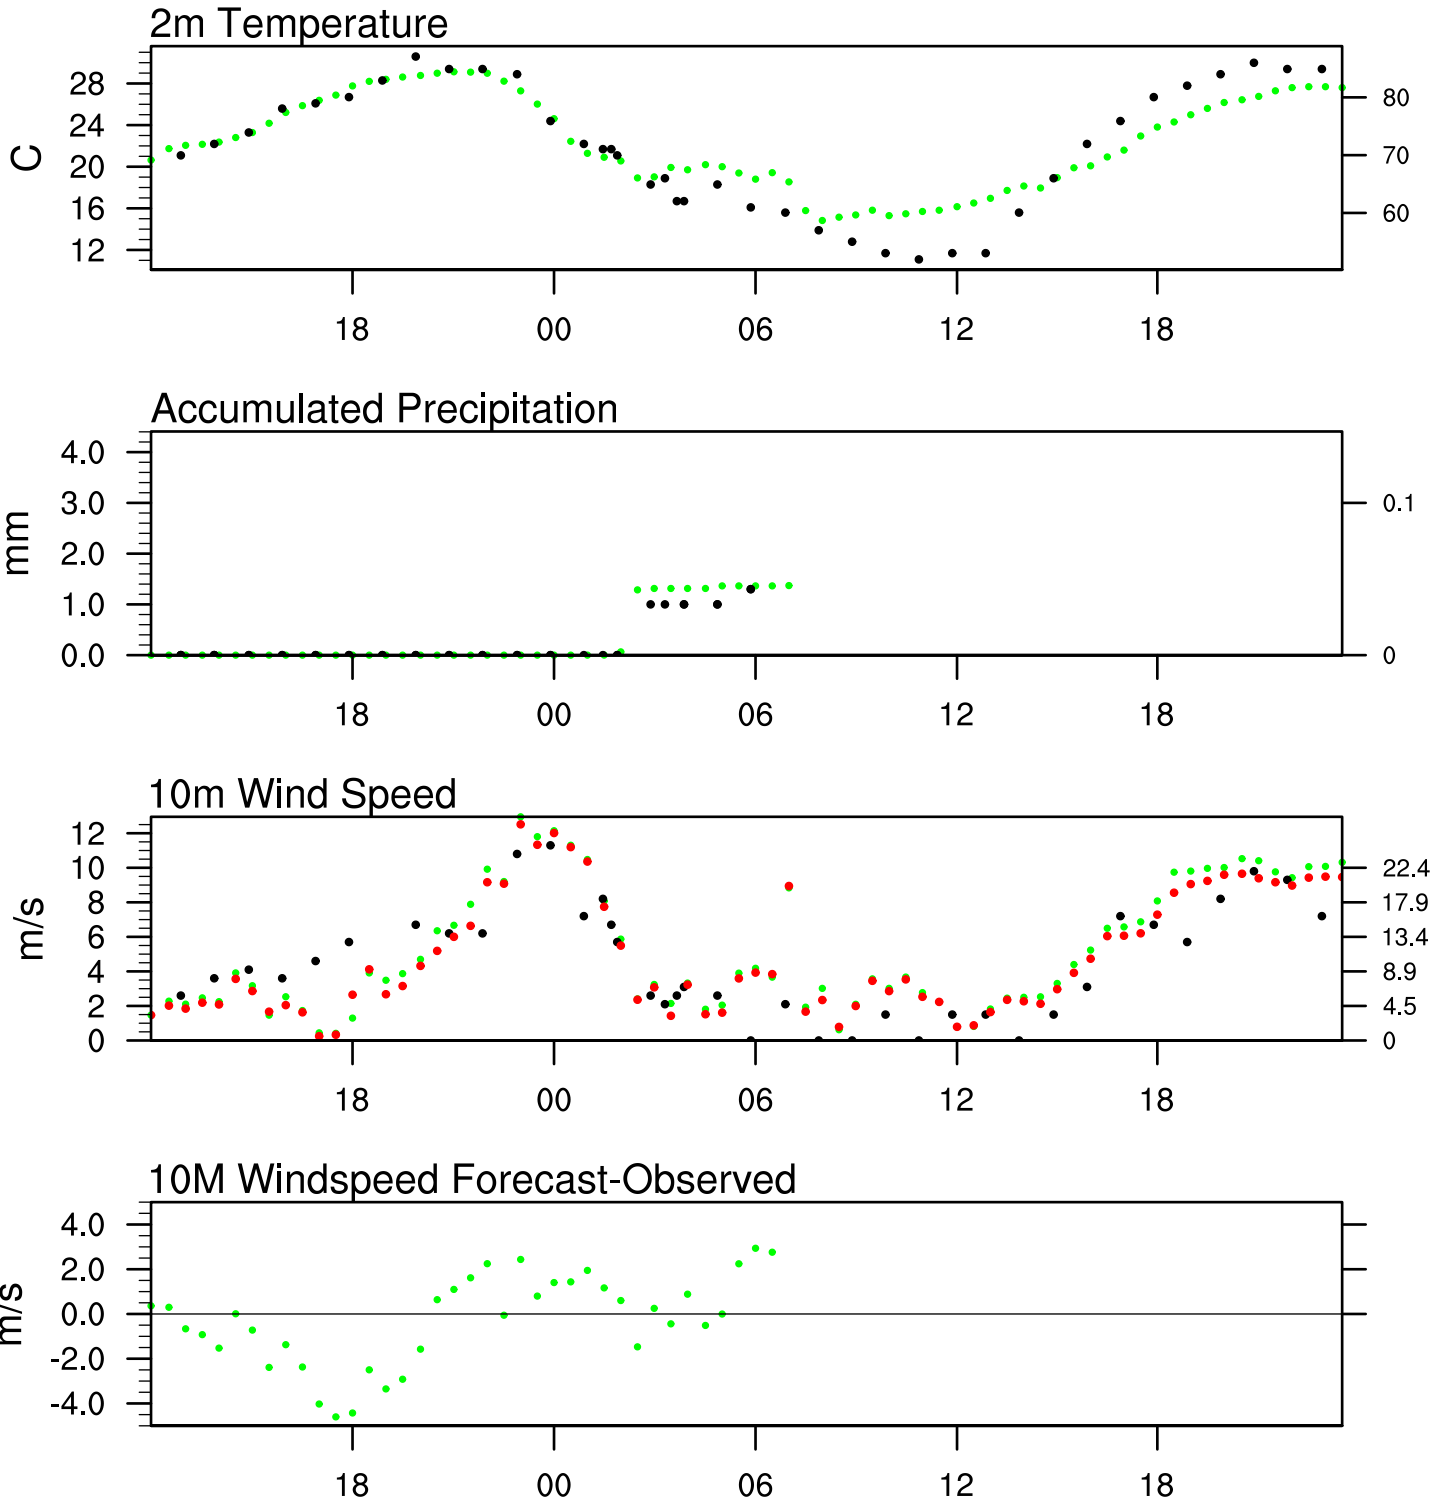 2m Temperature
28
24
20
16
12
C
80
70
60
18 00 06 12 18
Accumulated Precipitation
4.0
3.0
2.0
1.0
0.0
mm
0.1
0
18 00 06 12 18
10m Wind Speed
12
10
8
6
4
2
0
m/s
22.4
17.9
13.4
8.9
4.5
0
18 00 06 12 18
10M Windspeed Forecast-Observed
4.0
2.0
0.0
-2.0
-4.0
m/s
18 00 06 12 18